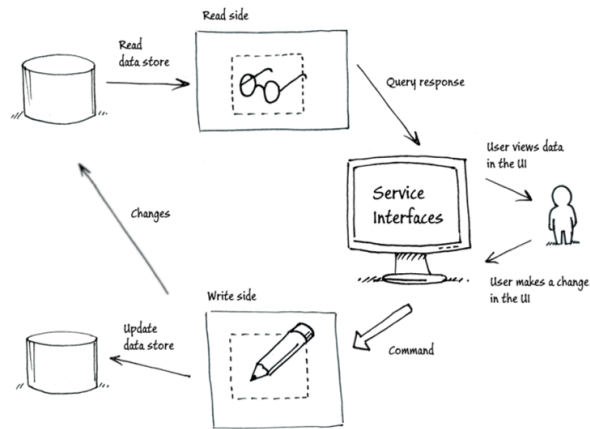 Read side
Read
data store
Query response
User views data
in the UI
Service
Interfaces
Changes
User makes a change
in the UI
Write side
Update
data store
Command